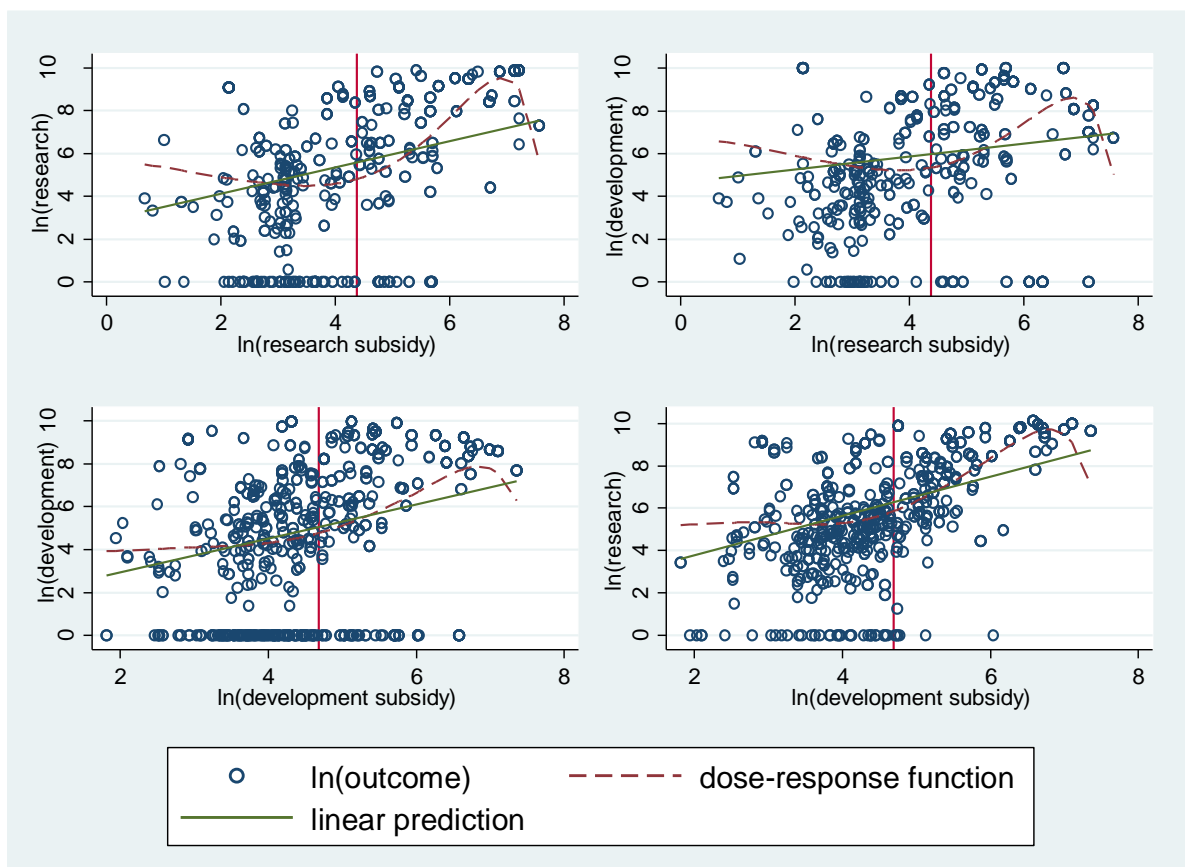 ln(research)
0 2 4 6 8 10
0 2 4 6 8
ln(research subsidy)
ln(development)
0 2 4 6 8 10
0 2 4 6 8
ln(research subsidy)
ln(development)
0 2 4 6 8 10
2 4 6 8
ln(development subsidy)
ln(research)
0 2 4 6 8 10
2 4 6 8
ln(development subsidy)
ln(outcome)
dose-response function
linear prediction